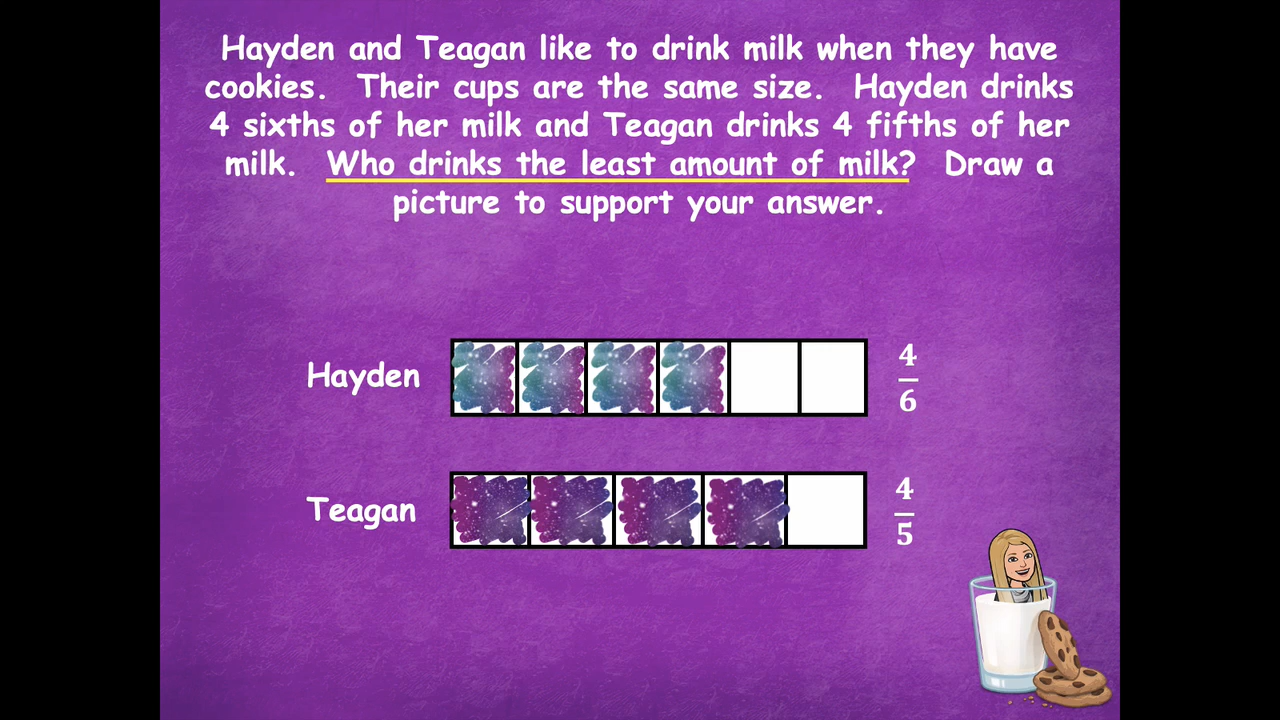 Hayden and Teagan like to drink milk when they have
cookies.  Their cups are the same size.  Hayden drinks
4 sixths of her milk and Teagan drinks 4 fifths of her
milk.  Who drinks the least amount of milk?  Draw a
picture to support your answer.
Hayden
4
6
Teagan
4
5